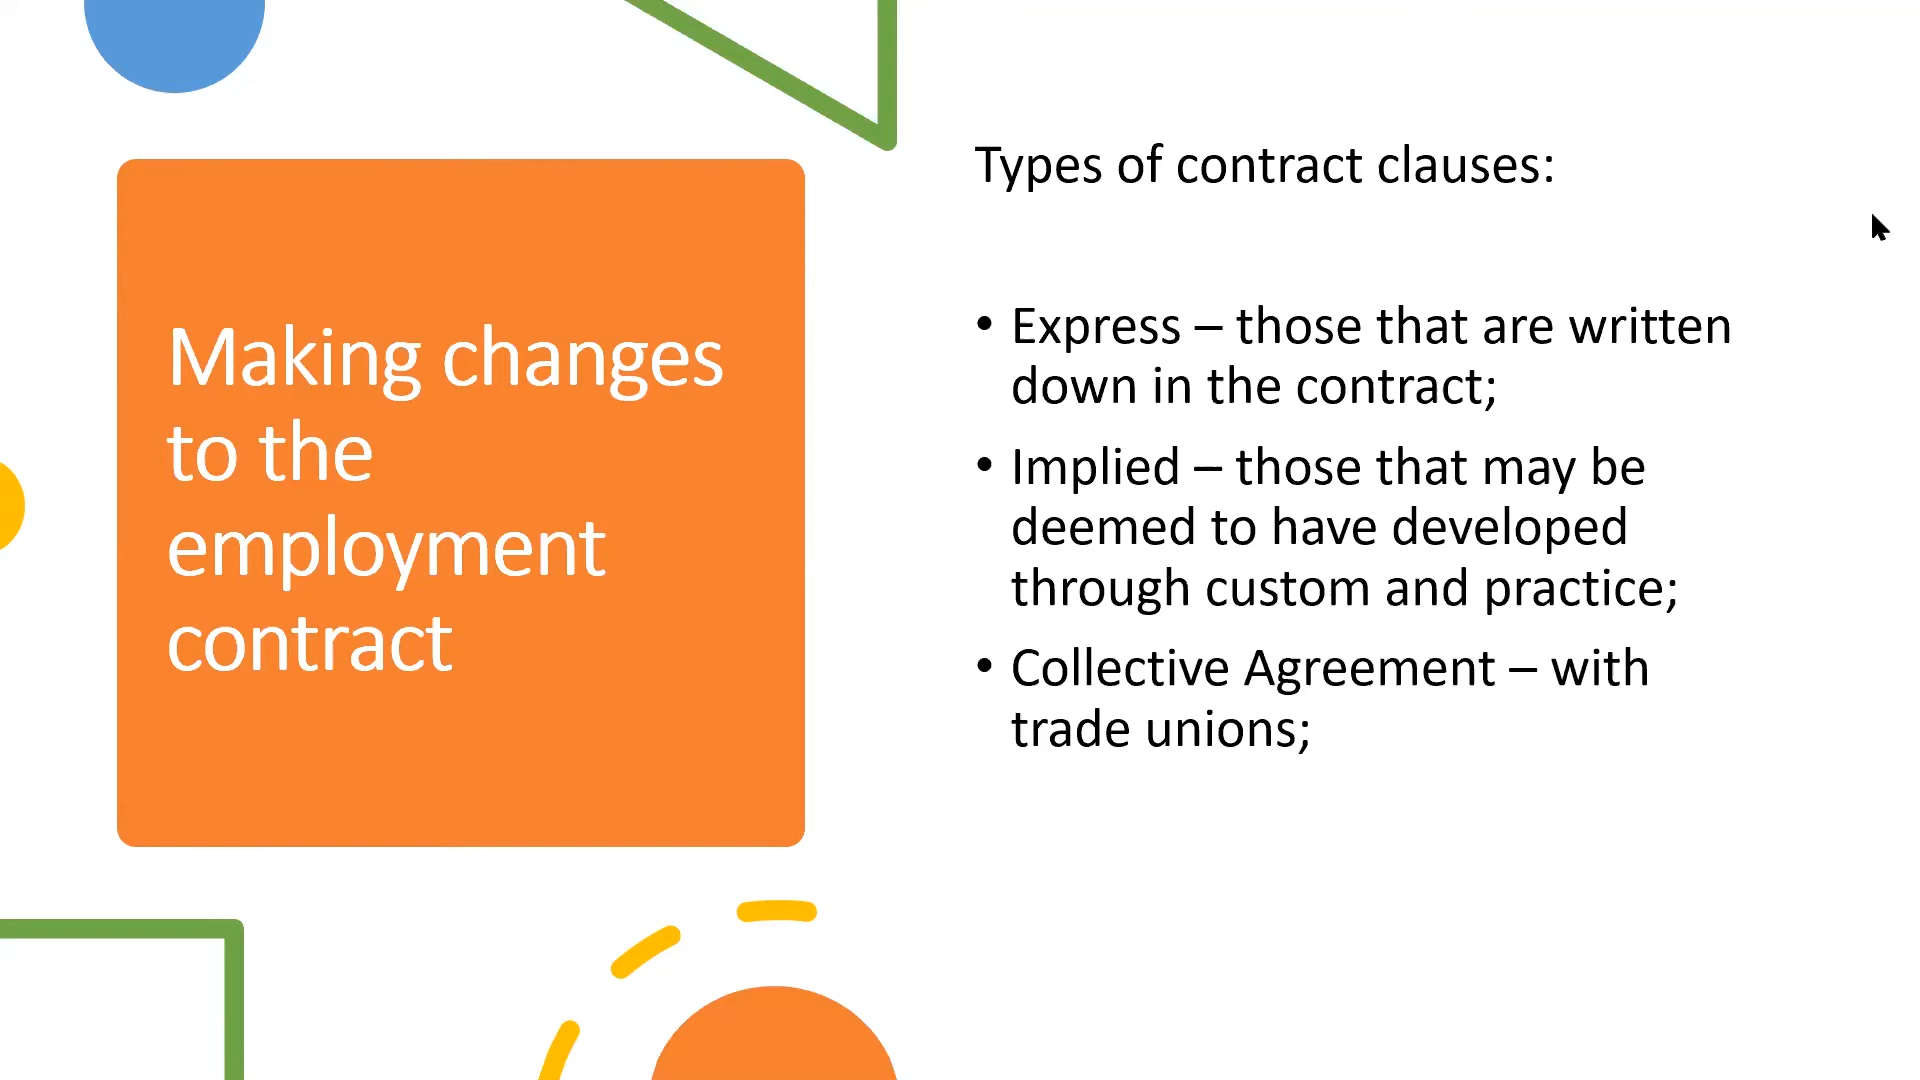 Making changes
to the
employment
contract
Types of contract clauses:
• Express – those that are written
down in the contract;
• Implied – those that may be
deemed to have developed
through custom and practice;
• Collective Agreement – with
trade unions;